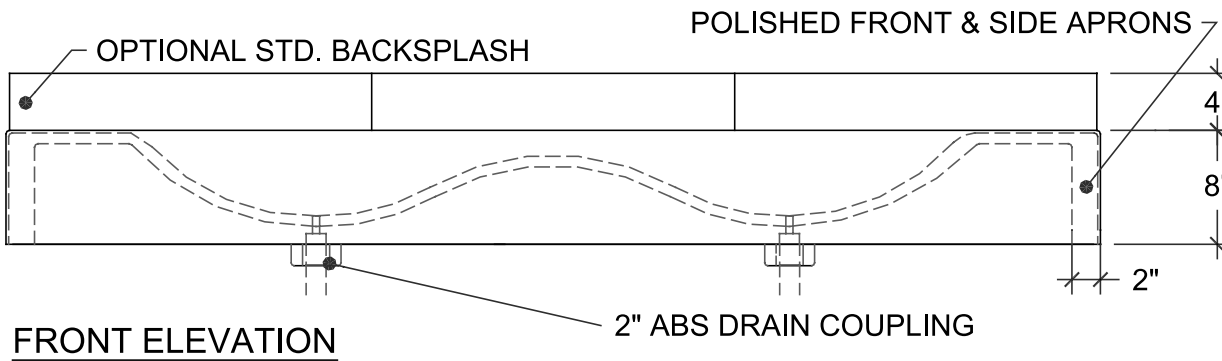 POLISHED FRONT & SIDE APRONS
OPTIONAL STD. BACKSPLASH
4
8"
2"
2" ABS DRAIN COUPLING
FRONT ELEVATION